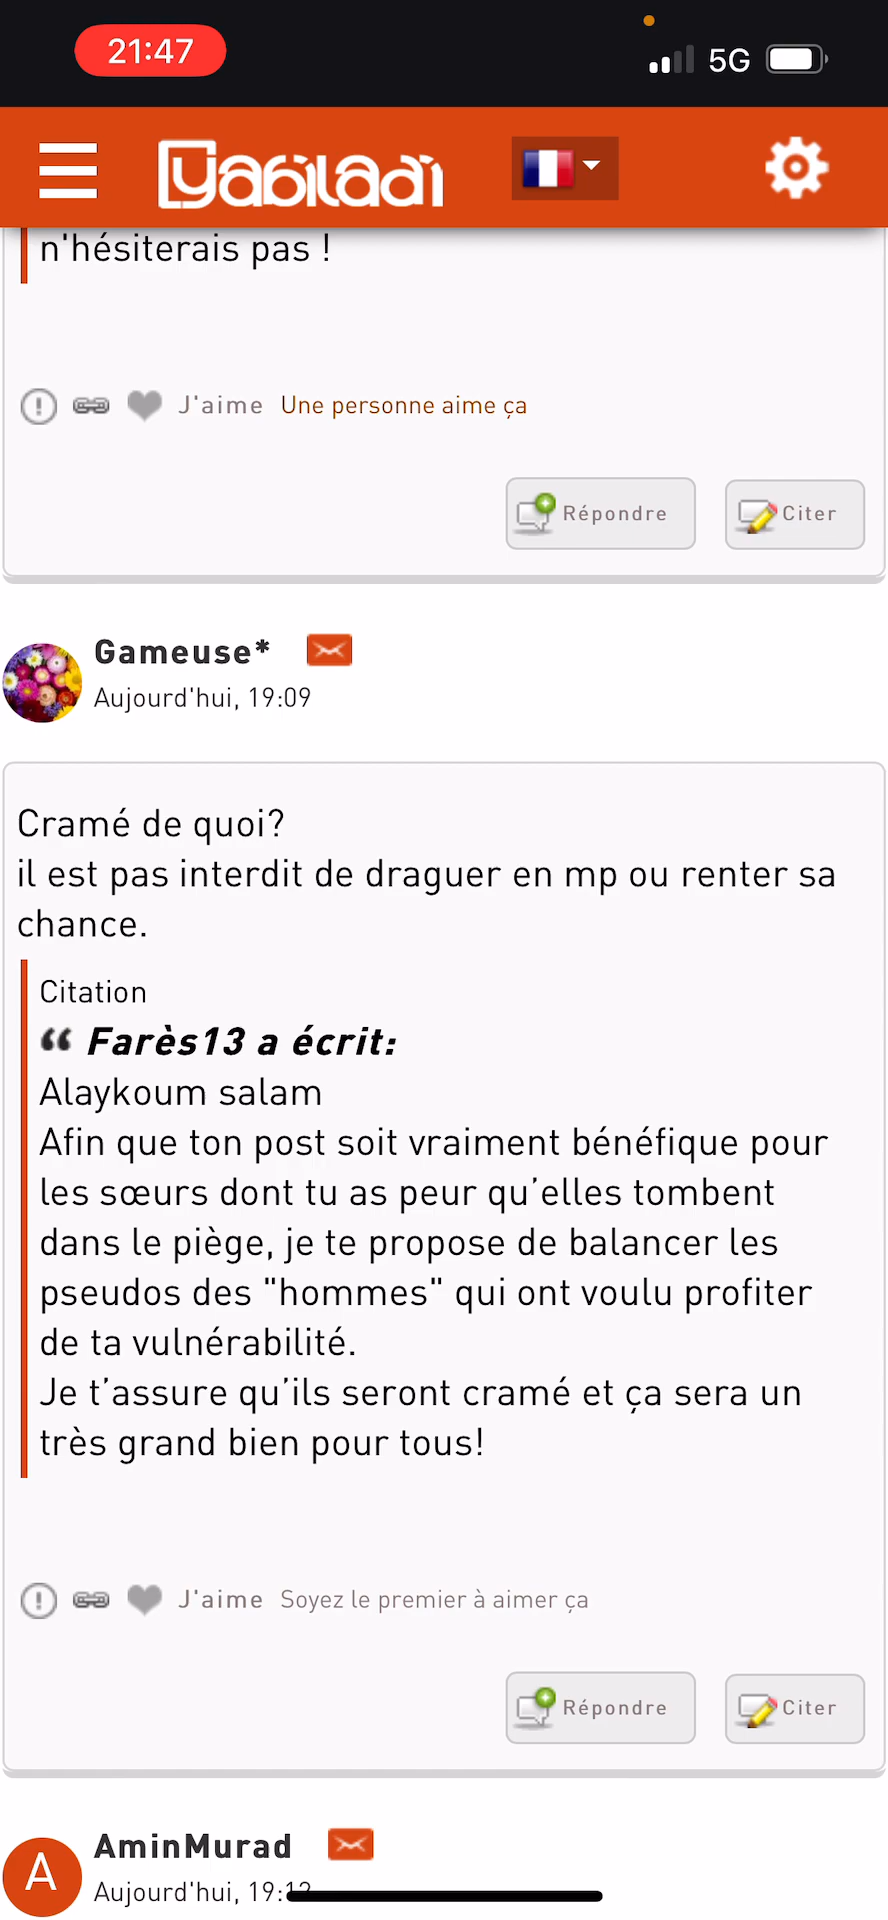 21:47
5G
Yabiladi
n'hésiterais pas !
J'aime Une personne aime ça
Répondre Citer
Gameuse*
Aujourd'hui, 19:09
Cramé de quoi?
il est pas interdit de draguer en mp ou renter sa
chance.
Citation
“ Farès13 a écrit:
Alaykoum salam
Afin que ton post soit vraiment bénéfique pour
les sœurs dont tu as peur qu’elles tombent
dans le piège, je te propose de balancer les
pseudos des "hommes" qui ont voulu profiter
de ta vulnérabilité.
Je t’assure qu’ils seront cramé et ça sera un
très grand bien pour tous!
J'aime Soyez le premier à aimer ça
Répondre Citer
A
AminMurad
Aujourd'hui,